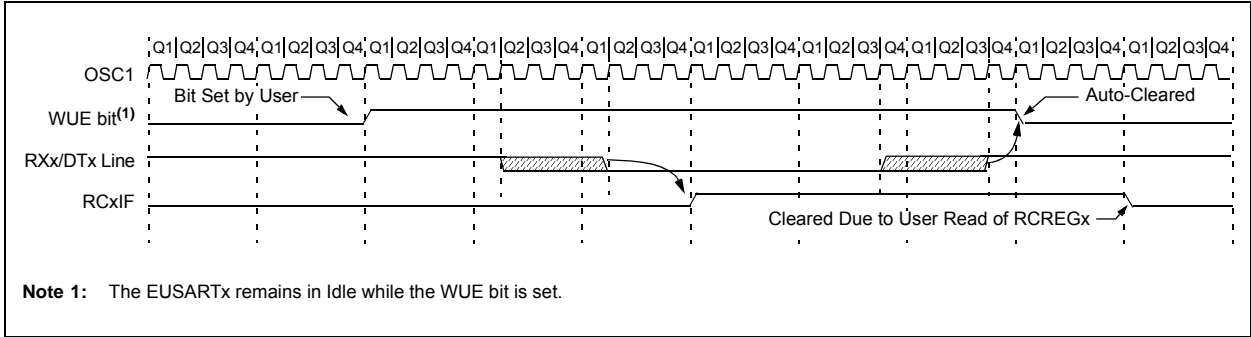 Q1 Q2 Q3 Q4 Q1 Q2 Q3 Q4 Q1 Q2 Q3 Q4 Q1 Q2 Q3 Q4 Q1 Q2 Q3 Q4 Q1 Q2 Q3 Q4 Q1 Q2 Q3 Q4 Q1 Q2 Q3 Q4 Q1 Q2 Q3 Q4 Q1 Q2 Q3 Q4
OSC1
Bit Set by User
Auto-Cleared
WUE bit(1)
RXx/DTx Line
RCxIF
Cleared Due to User Read of RCREGx
Note 1: The EUSARTx remains in Idle while the WUE bit is set.